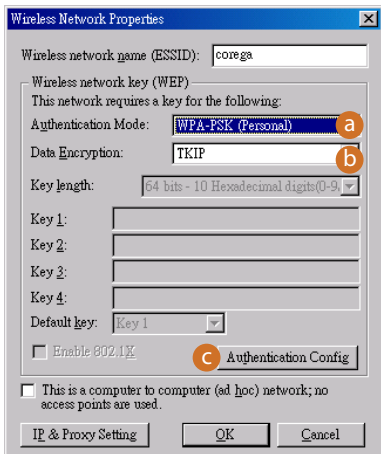 Wireless Network Properties
Wireless network name (ESSID): corega
Wireless network key (WEP)
This network requires a key for the following:
Authentication Mode: WPA-PSK (Personal) a
Data Encryption: TKIP b
Key length: 64 bits - 10 Hexadecimal digits(0-9,
Key 1:
Key 2:
Key 3:
Key 4:
Default key: Key 1
Enable 802.1X c Authentication Config
This is a computer to computer (ad hoc) network; no
access points are used.
IP & Proxy Setting OK Cancel